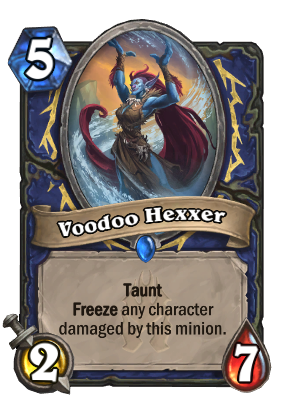 5
Voodoo Hexxer
Taunt
Freeze any character
damaged by this minion.
2
7